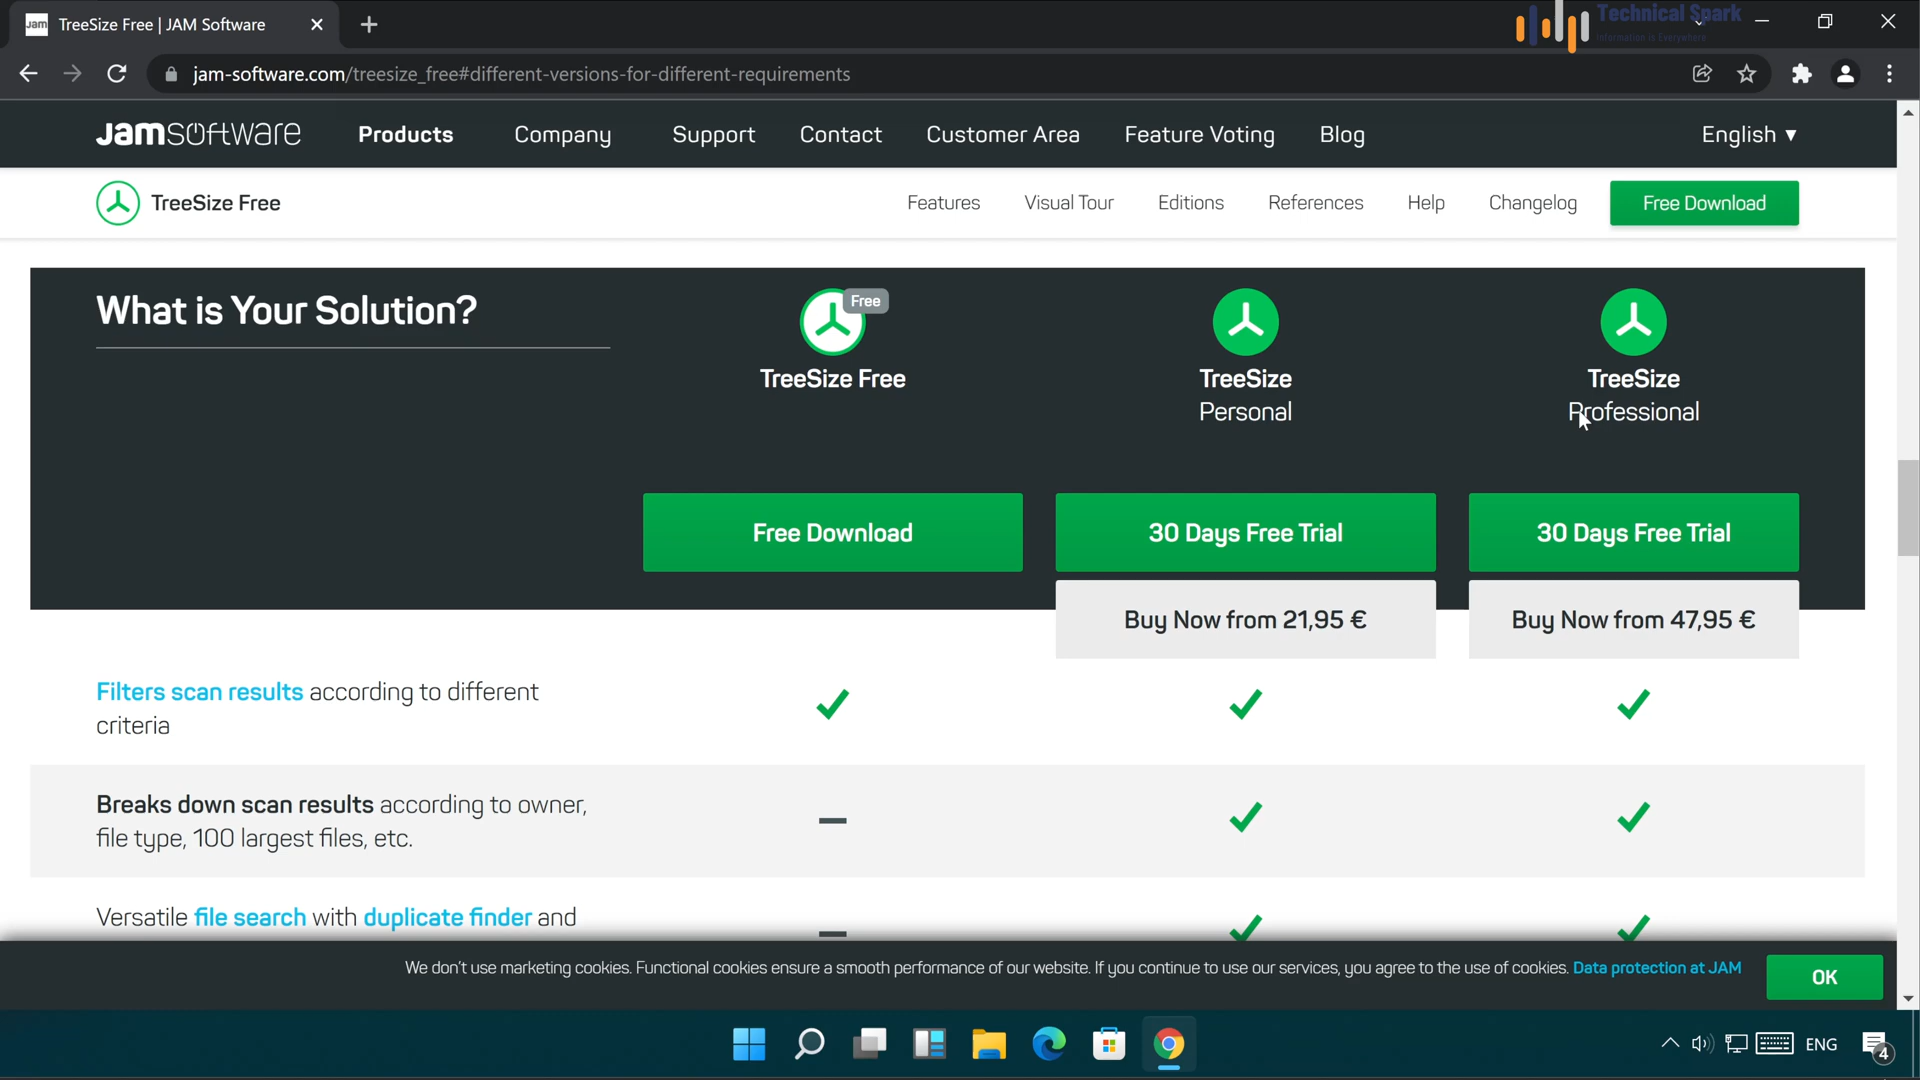 Jam TreeSize Free | JAM Software
Technical Spark
Information is Everywhere
jam-software.com/treesize_free#different-versions-for-different-requirements
Jamsoftware Products Company Support Contact Customer Area Feature Voting Blog English ▼
TreeSize Free Features Visual Tour Editions References Help Changelog Free Download
What is Your Solution?
Free
TreeSize Free
TreeSize
Personal
TreeSize
Professional
Free Download 30 Days Free Trial 30 Days Free Trial
Buy Now from 21,95 € Buy Now from 47,95 €
Filters scan results according to different
criteria
Breaks down scan results according to owner,
file type, 100 largest files, etc.
Versatile file search with duplicate finder and
We don't use marketing cookies. Functional cookies ensure a smooth performance of our website. If you continue to use our services, you agree to the use of cookies. Data protection at JAM OK
ENG 4